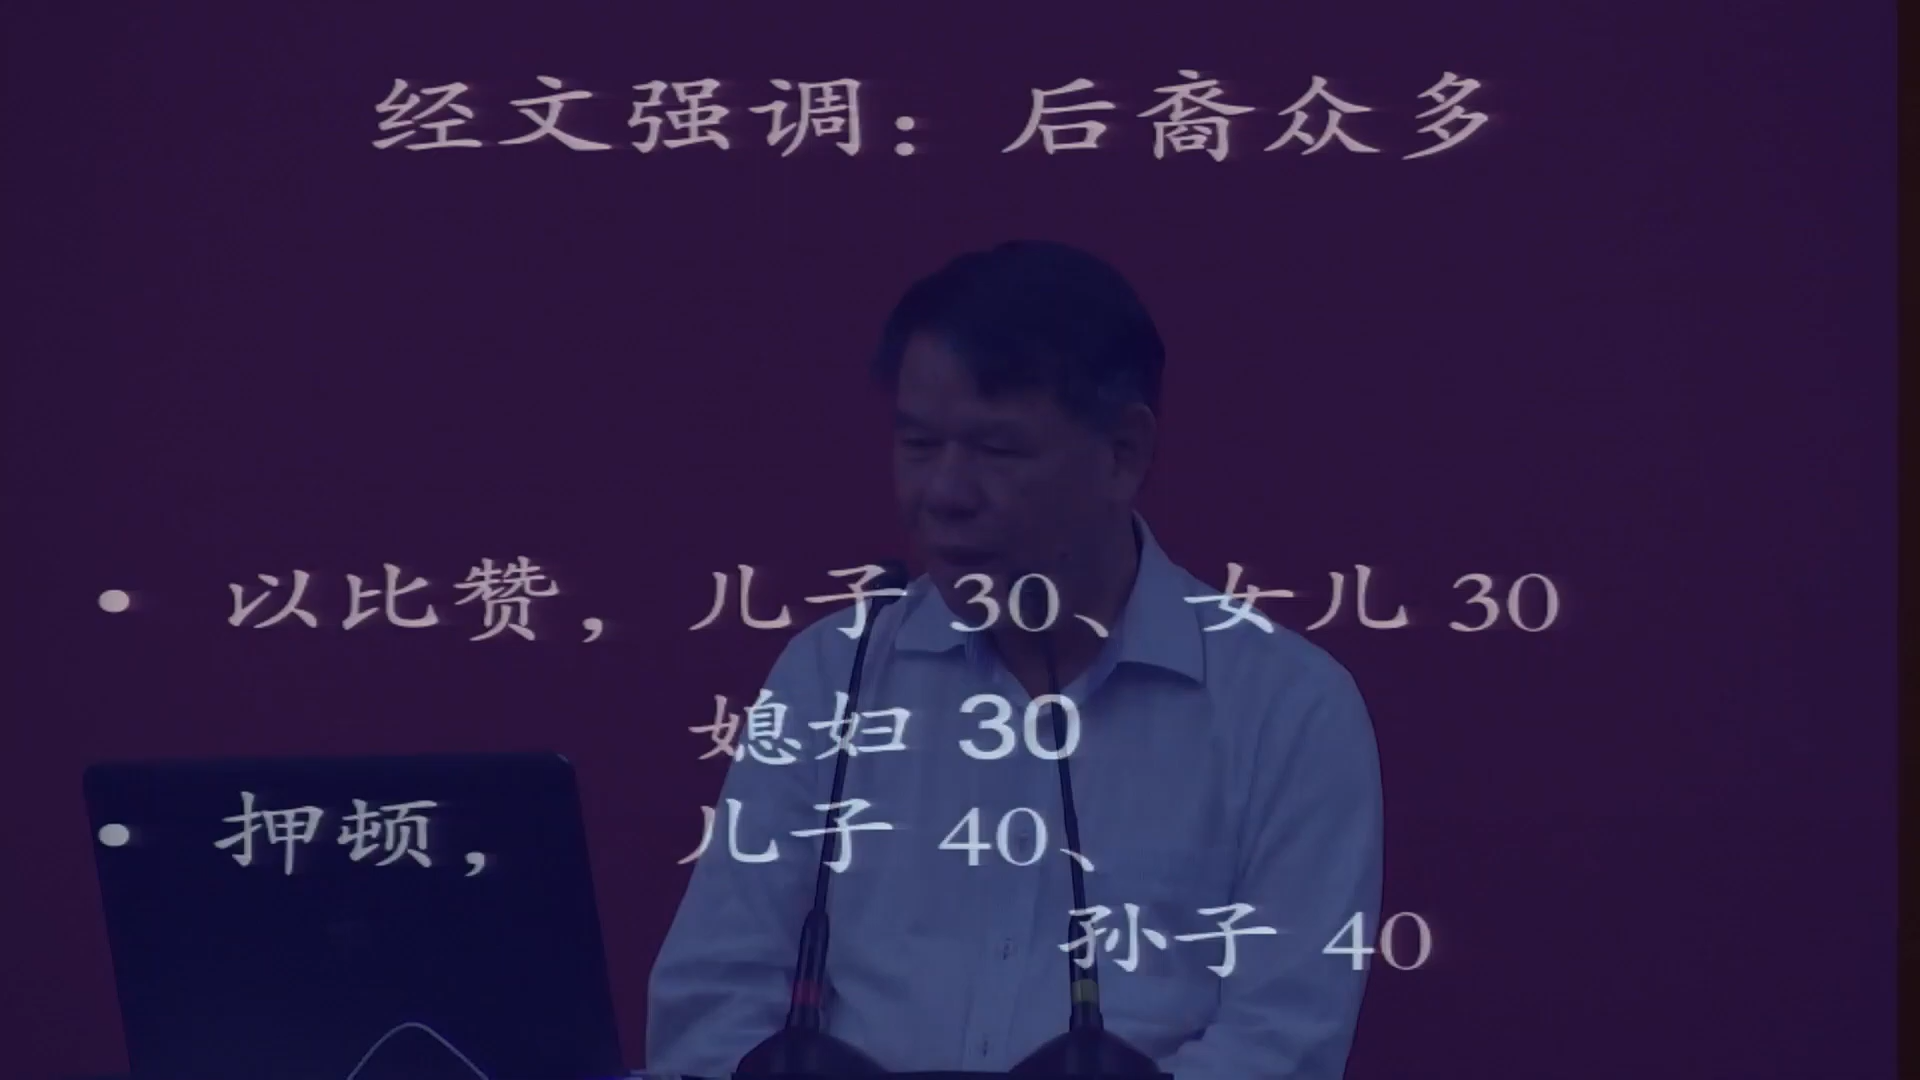 经文强调：后裔众多
• 以比赞，儿子 30、女儿 30
媳妇 30
• 押顿， 儿子 40、
孙子 40